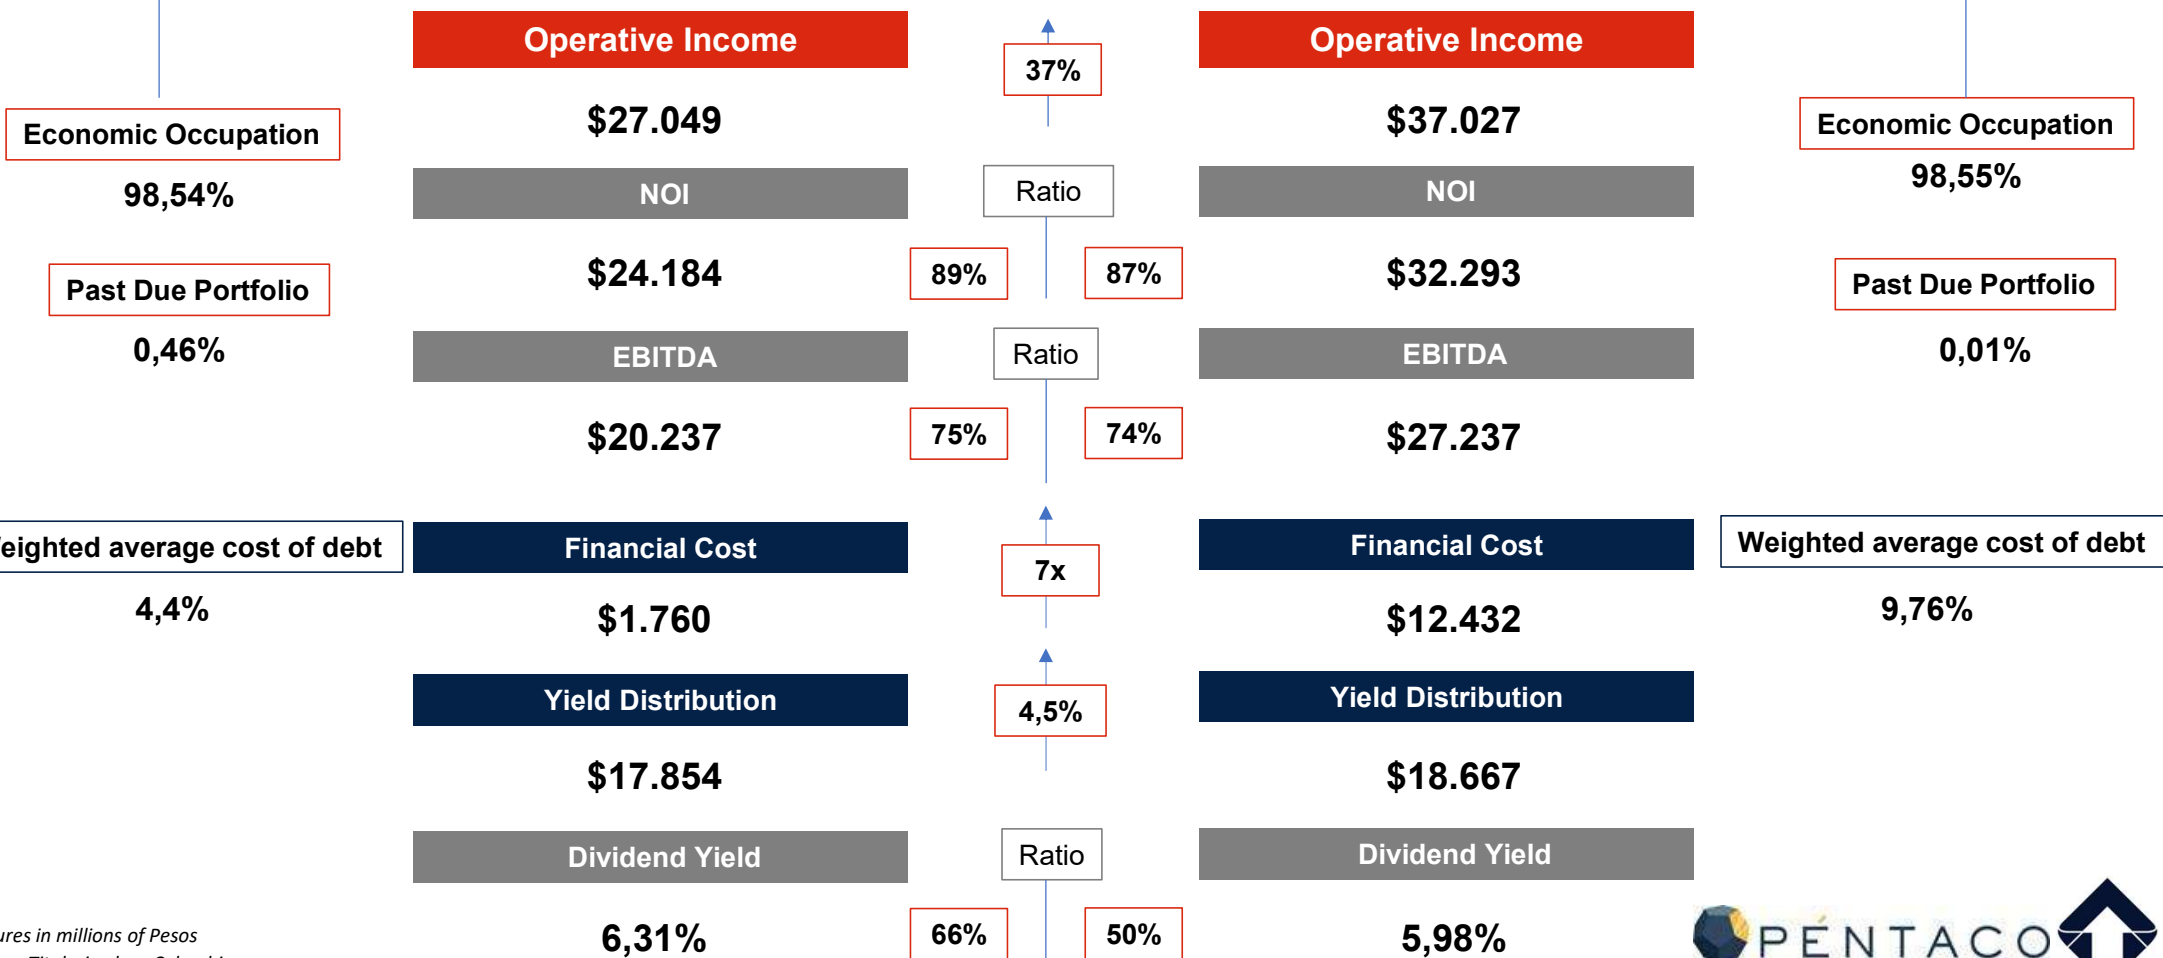 Operative Income
37%
Operative Income
Economic Occupation
$27.049
$37.027
Economic Occupation
98,54%
NOI
Ratio
NOI
98,55%
Past Due Portfolio
$24.184
89%
87%
$32.293
Past Due Portfolio
0,46%
EBITDA
Ratio
EBITDA
0,01%
$20.237
75%
74%
$27.237
average cost of debt
Financial Cost
7x
Financial Cost
Weighted average cost of debt
4,4%
$1.760
$12.432
9,76%
Yield Distribution
4,5%
Yield Distribution
$17.854
$18.667
Dividend Yield
Ratio
Dividend Yield
6,31%
66%
50%
5,98%
in millions of Pesos
PÉNTACO